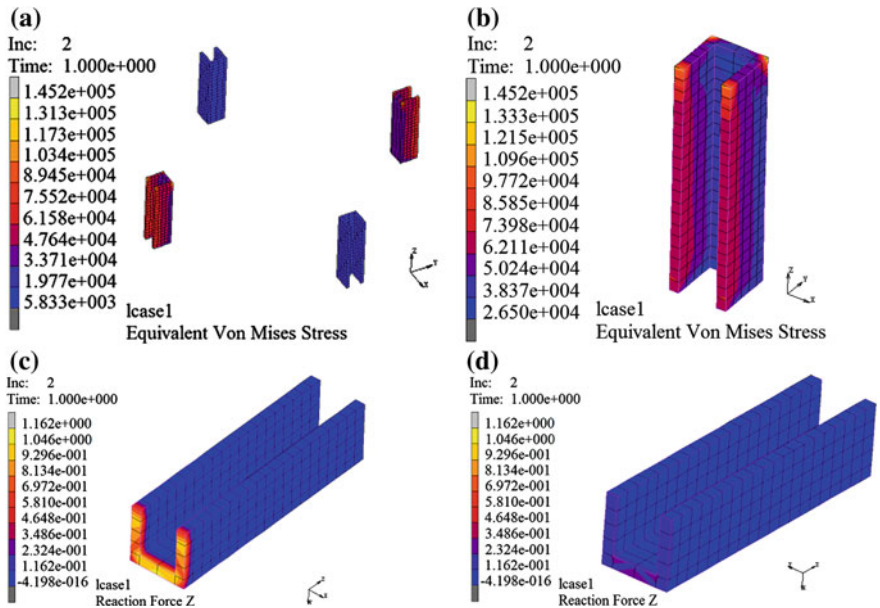 (a)
Inc: 2
Time: 1.000e+000
1.452e+005
1.313e+005
1.173e+005
1.034e+005
8.945e+004
7.552e+004
6.158e+004
4.764e+004
3.371e+004
1.977e+004
5.833e+003
lcase1
Equivalent Von Mises Stress
Z
Y
X
(b)
Inc: 2
Time: 1.000e+000
1.452e+005
1.333e+005
1.215e+005
1.096e+005
9.772e+004
8.585e+004
7.398e+004
6.211e+004
5.024e+004
3.837e+004
2.650e+004
lcase1
Equivalent Von Mises Stress
Z
Y
X
(c)
Inc: 2
Time: 1.000e+000
1.162e+000
1.046e+000
9.296e-001
8.134e-001
6.972e-001
5.810e-001
4.648e-001
3.486e-001
2.324e-001
1.162e-001
-4.198e-016
lcase1
Reaction Force Z
(d)
Inc: 2
Time: 1.000e+000
1.162e+000
1.046e+000
9.296e-001
8.134e-001
6.972e-001
5.810e-001
4.648e-001
3.486e-001
2.324e-001
1.162e-001
-4.198e-016
lcase1
Reaction Force Z